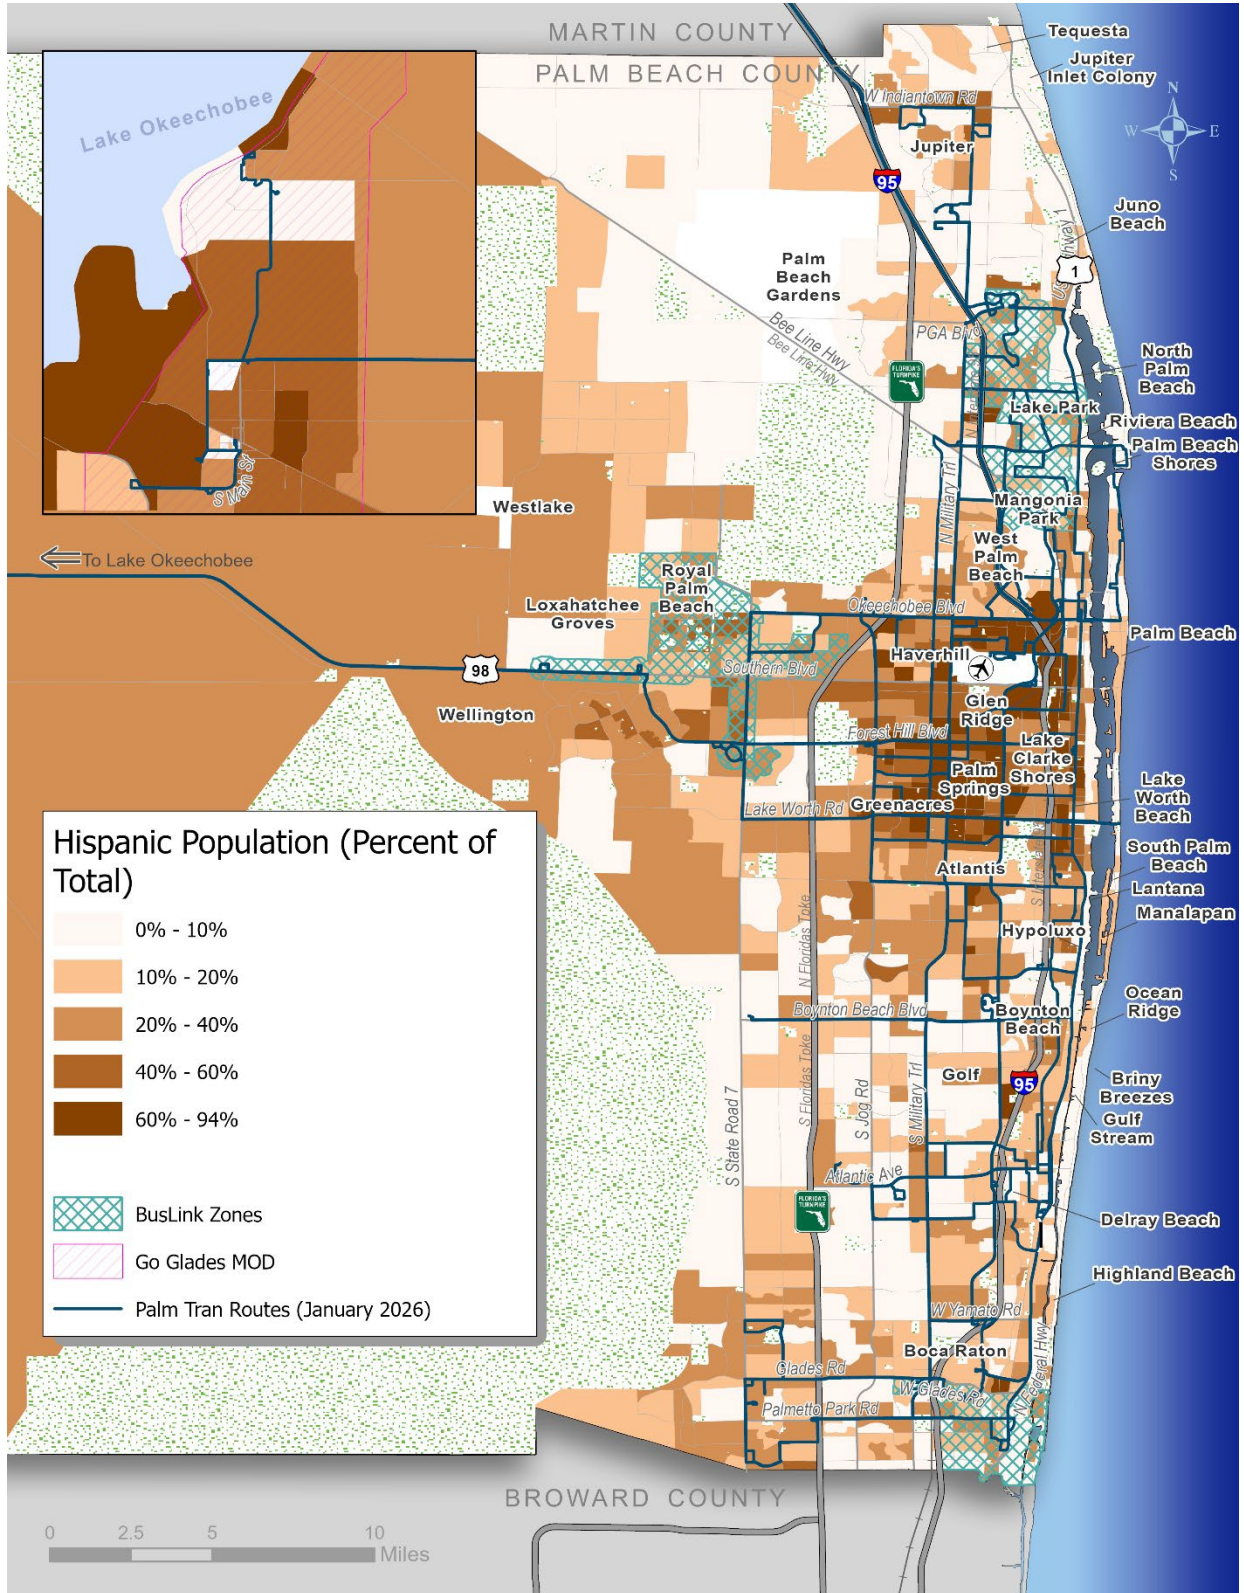 MARTIN COUNTY
PALM BEACH COUNTY
Tequesta
Jupiter
Inlet Colony
W Indiantown Rd
N
W
E
S
Lake Okeechobee
Jupiter
95
Juno
Beach
1
Palm
Beach
Gardens
PGA Blvd
Bee Line Hwy
Bee Line Hwy
FLORIDA'S
TURNPIKE
North
Palm
Beach
Lake Park
Riviera Beach
Palm Beach
Shores
N Military Trl
S Main St
Mangonia
Park
Westlake
West
Palm
Beach
To Lake Okeechobee
Royal
Palm
Beach
Loxahatchee
Groves
Okeechobee Blvd
Palm Beach
Haverhill
Southern Blvd
98
Wellington
Glen
Ridge
Forest Hill Blvd
Lake
Clarke
Shores
Palm
Springs
Lake Worth Rd
Greenacres
Lake
Worth
Beach
South Palm
Beach
Atlantis
Lantana
Manalapan
Hypoluxo
N Floridas Tpke
Boynton Beach Blvd
Boynton
Beach
Ocean
Ridge
S Floridas Tpke
S Jog Rd
S Military Trl
Golf
95
Briny
Breezes
Gulf
Stream
S State Road 7
Atlantic Ave
FLORIDA'S
TURNPIKE
Delray Beach
Highland Beach
W Yamato Rd
Boca Raton
Glades Rd
W Glades Rd
N Federal Hwy
Palmetto Park Rd
BROWARD COUNTY
Hispanic Population (Percent of
Total)
0% - 10%
10% - 20%
20% - 40%
40% - 60%
60% - 94%
BusLink Zones
Go Glades MOD
Palm Tran Routes (January 2026)
0
2.5
5
10
Miles